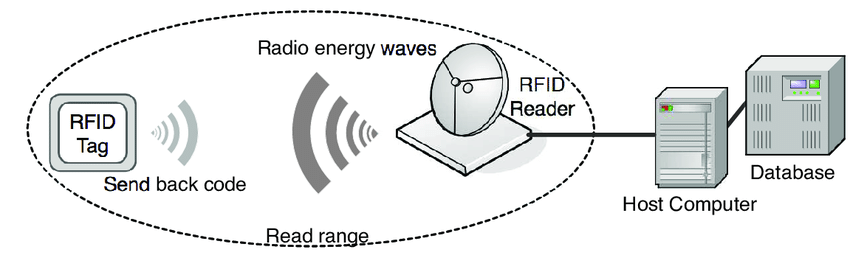 Radio energy waves
RFID
Reader
RFID
Tag
Send back code
Read range
Host Computer
Database